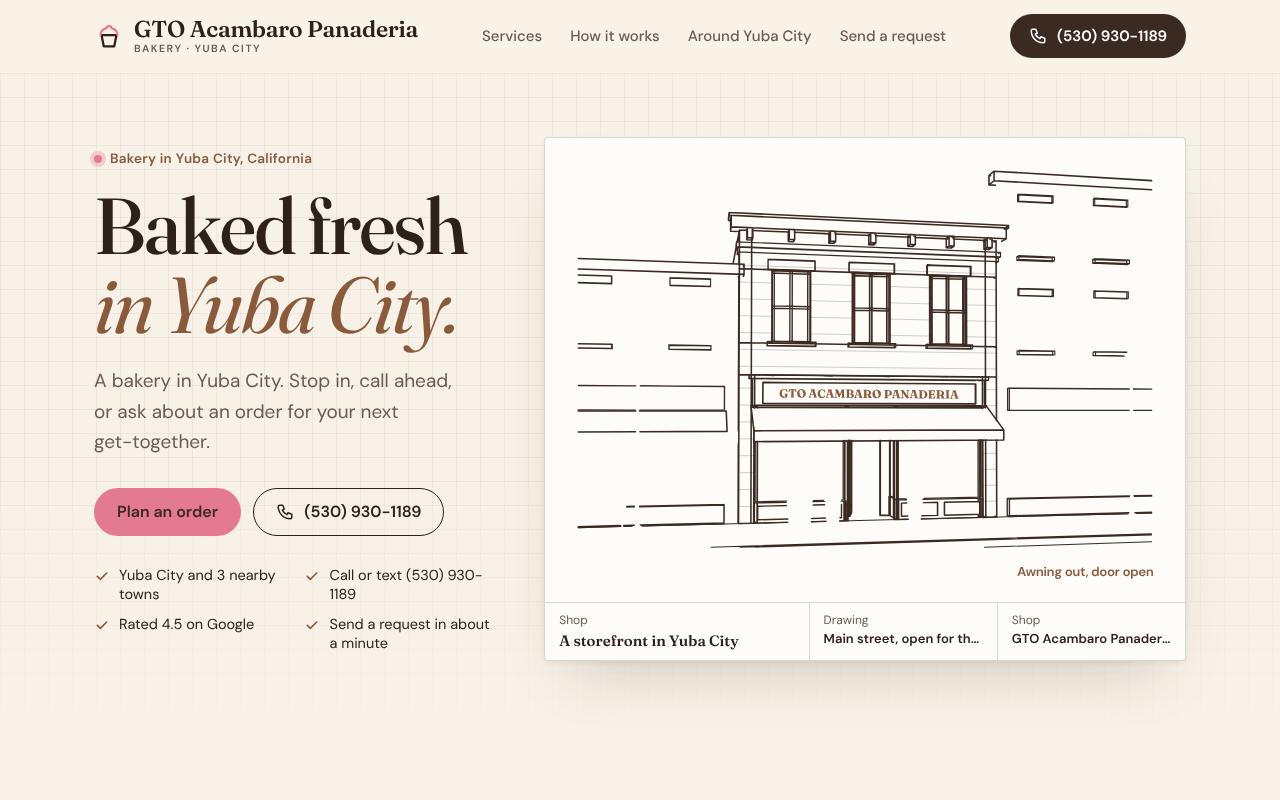 GTO Acambaro Panaderia
BAKERY · YUBA CITY
Services
How it works
Around Yuba City
Send a request
(530) 930-1189
Bakery in Yuba City, California
Baked fresh
in Yuba City.
A bakery in Yuba City. Stop in, call ahead,
or ask about an order for your next
get-together.
Plan an order
(530) 930-1189
Yuba City and 3 nearby
towns
Call or text (530) 930-
1189
Rated 4.5 on Google
Send a request in about
a minute
GTO ACAMBARO PANADERIA
Awning out, door open
Shop
A storefront in Yuba City
Drawing
Main street, open for th…
Shop
GTO Acambaro Panader…